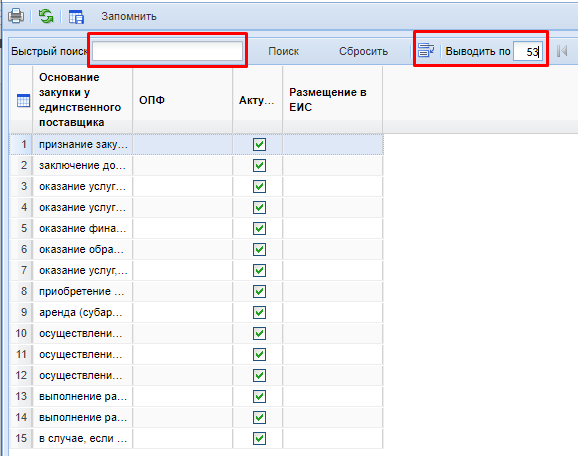 Запомнить
Быстрый поиск Поиск Сбросить Выводить по 53
Основание закупки у единственного поставщика ОПФ Акту... Размещение в ЕИС
1 признание заку...
2 заключение до...
3 оказание услуг...
4 оказание услуг...
5 оказание фина...
6 оказание обра...
7 оказание услуг,...
8 приобретение ...
9 аренда (субар...
10 осуществлени...
11 осуществлени...
12 осуществлени...
13 выполнение ра...
14 выполнение ра...
15 в случае, если ...